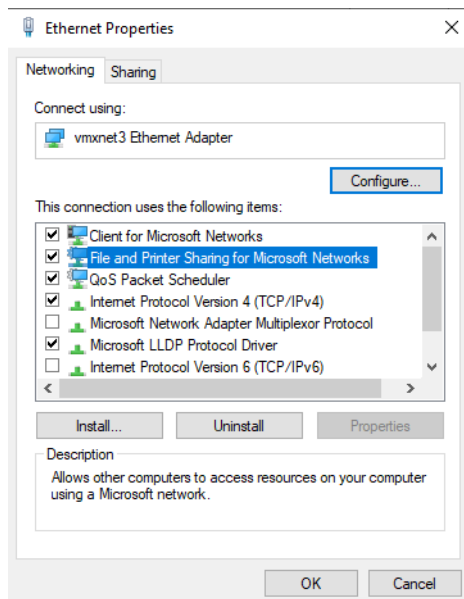 Ethernet Properties
Networking
Sharing
Connect using:
vmxnet3 Ethernet Adapter
Configure...
This connection uses the following items:
Client for Microsoft Networks
File and Printer Sharing for Microsoft Networks
QoS Packet Scheduler
Internet Protocol Version 4 (TCP/IPv4)
Microsoft Network Adapter Multiplexor Protocol
Microsoft LLDP Protocol Driver
Internet Protocol Version 6 (TCP/IPv6)
Install...
Uninstall
Properties
Description
Allows other computers to access resources on your computer
using a Microsoft network.
OK
Cancel